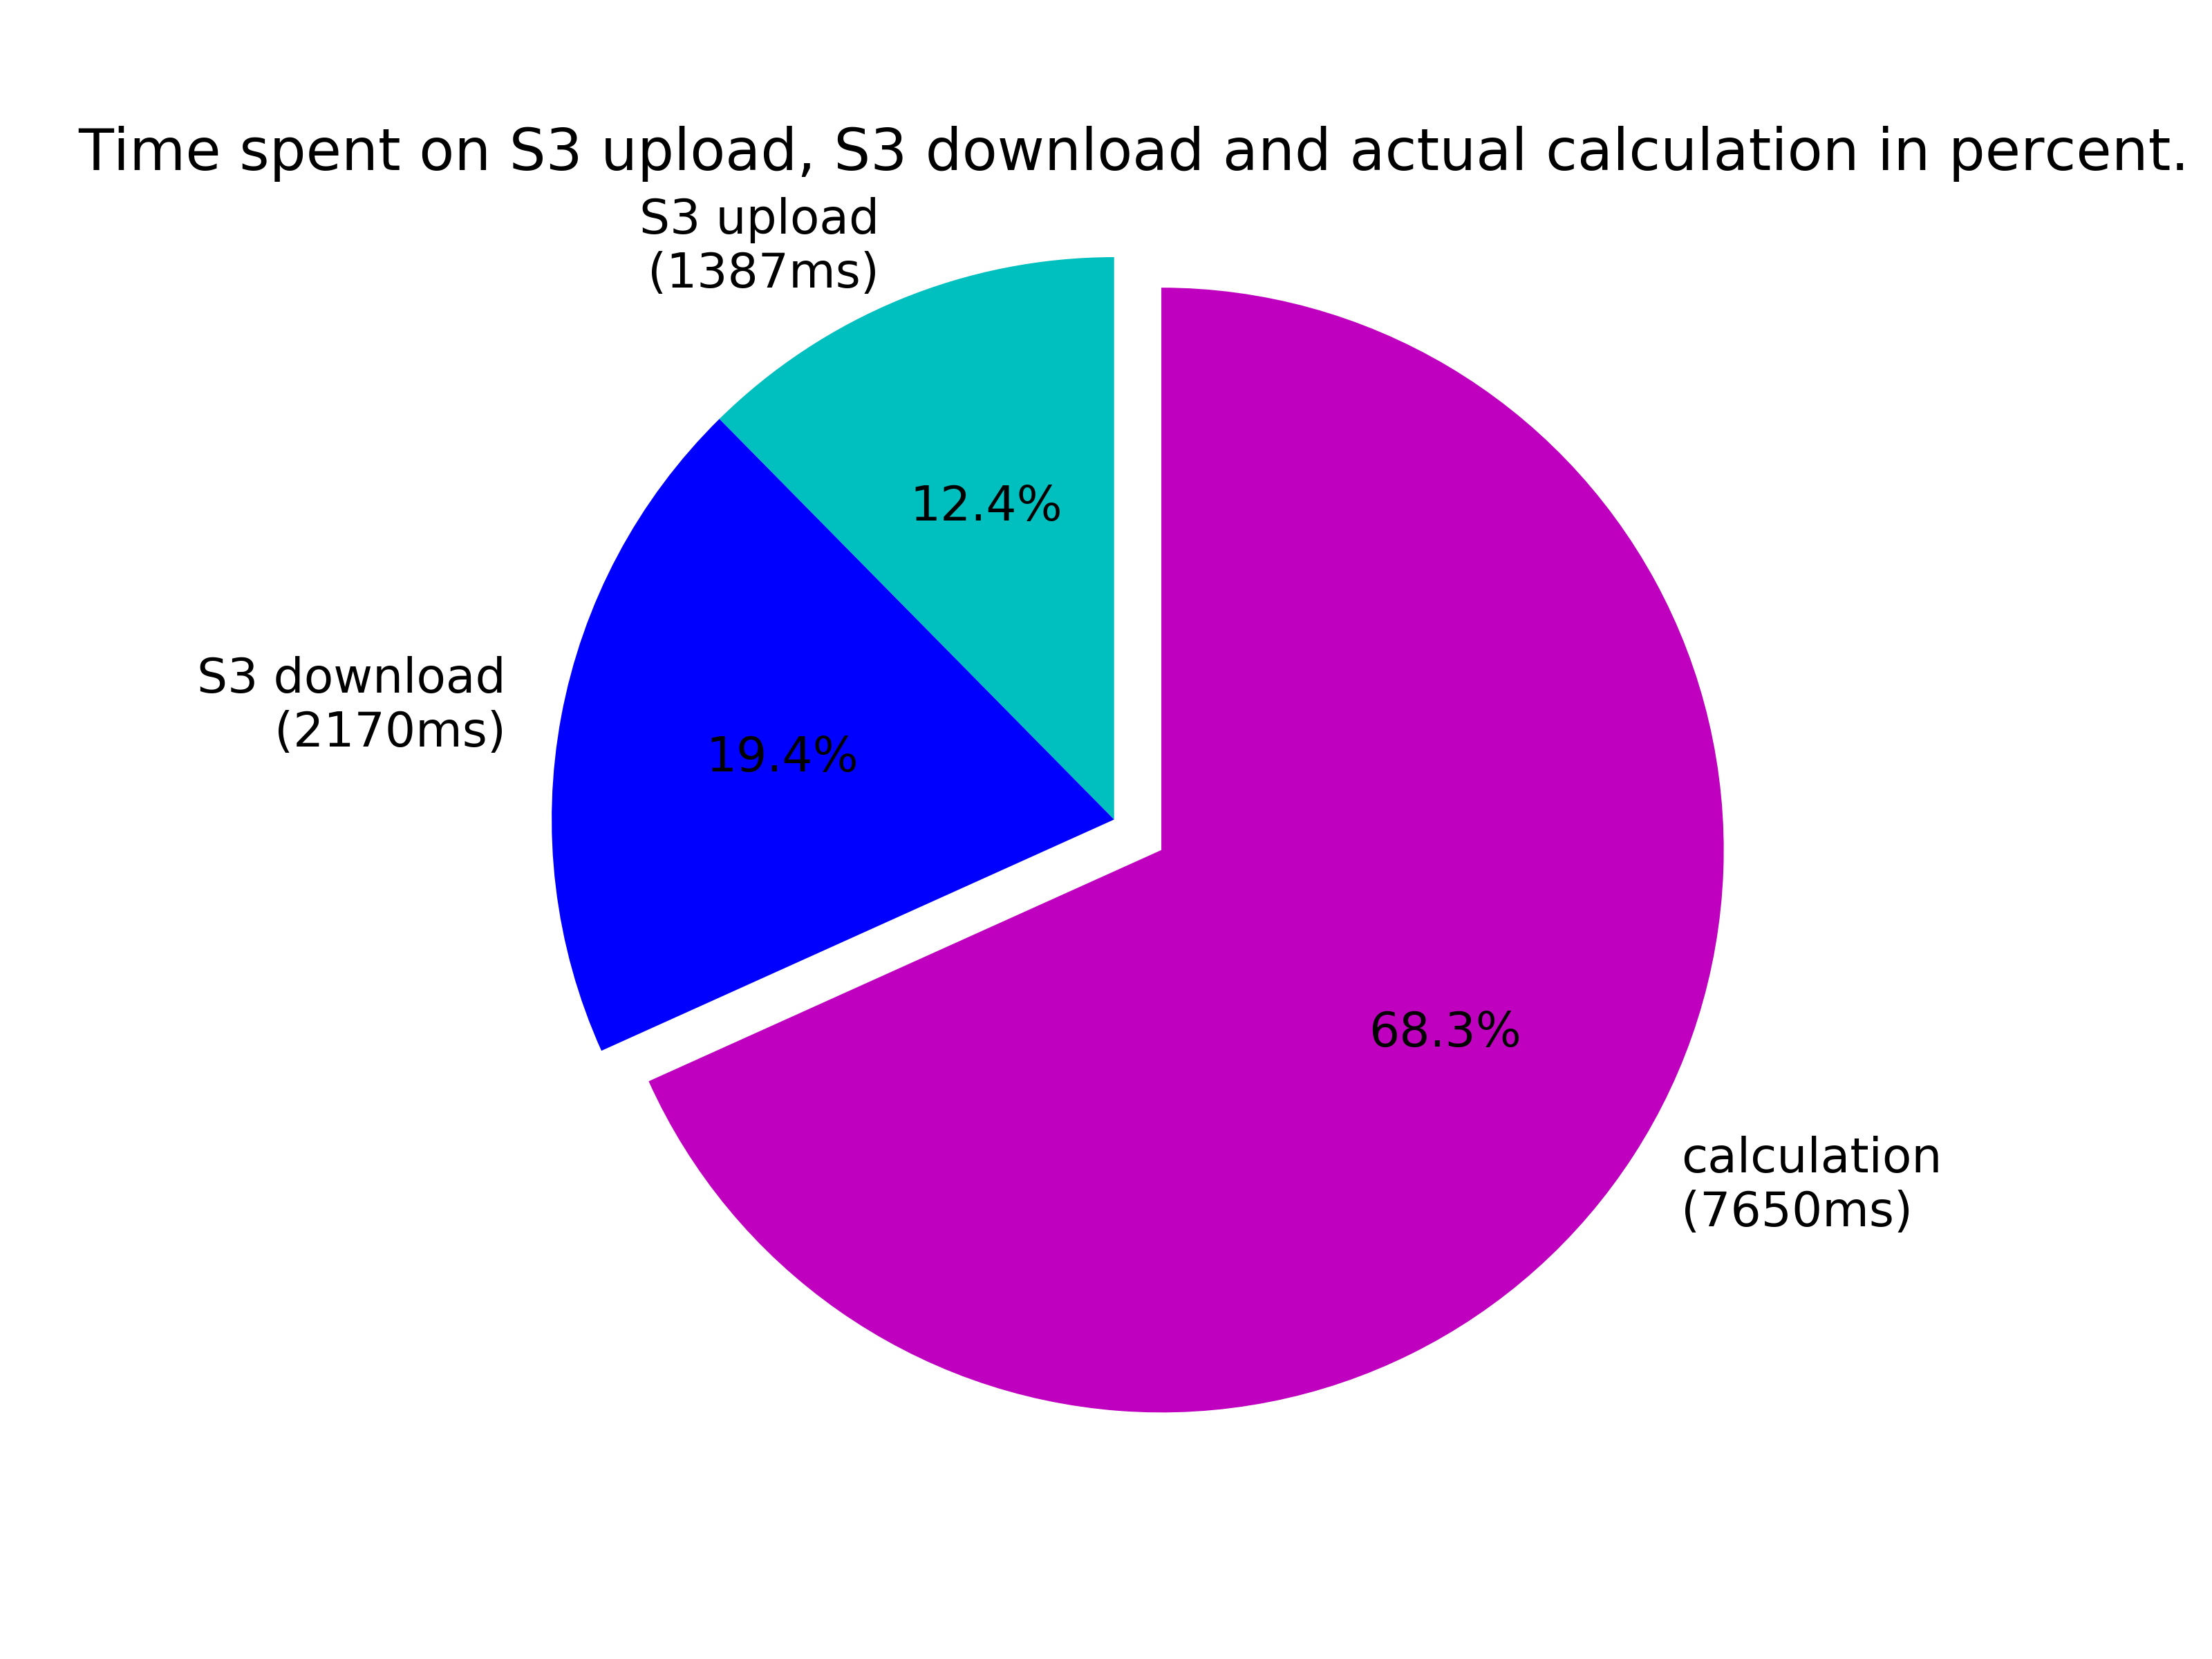 Time spent on S3 upload, S3 download and actual calculation in percent.
S3 upload
(1387ms)
12.4%
S3 download
(2170ms)
19.4%
68.3%
calculation
(7650ms)